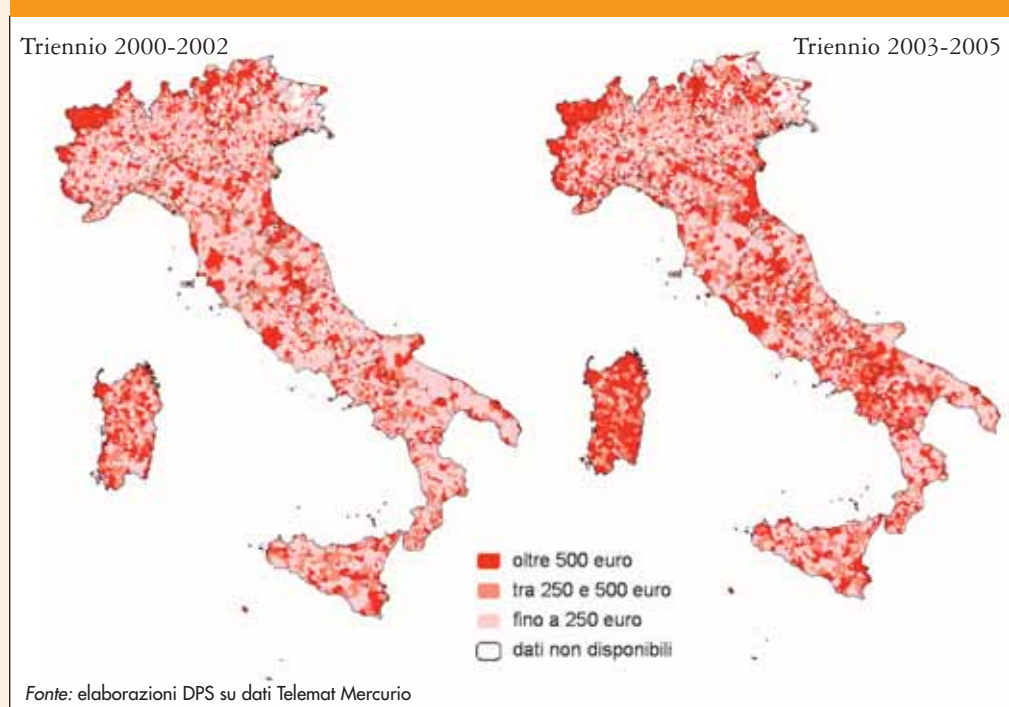 Triennio 2000-2002
Triennio 2003-2005
oltre 500 euro
tra 250 e 500 euro
fino a 250 euro
dati non disponibili
Fonte: elaborazioni DPS su dati Telemat Mercurio